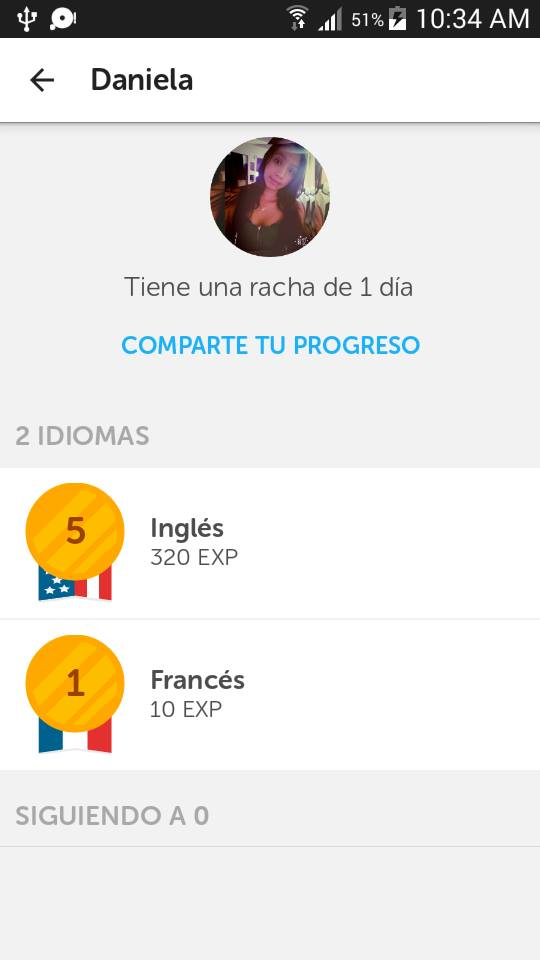 51% 10:34 AM
Daniela
Tiene una racha de 1 día
COMPARTE TU PROGRESO
2 IDIOMAS
5
Inglés
320 EXP
1
Francés
10 EXP
SIGUIENDO A 0